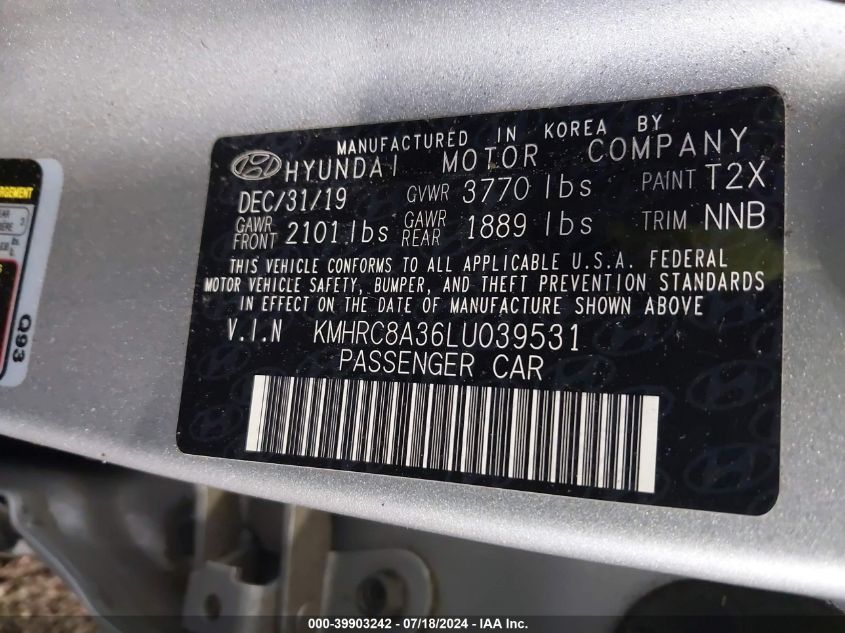 MANUFACTURED IN KOREA BY
HYUNDAI MOTOR COMPANY
DEC/31/19 GVWR 3770 lbs PAINT T2X
GAWR FRONT 2101 lbs GAWR REAR 1889 lbs TRIM NNB
THIS VEHICLE CONFORMS TO ALL APPLICABLE U.S.A. FEDERAL
MOTOR VEHICLE SAFETY, BUMPER, AND THEFT PREVENTION STANDARDS
IN EFFECT ON THE DATE OF MANUFACTURE SHOWN ABOVE
V.I.N KMHRC8A36LU039531
PASSENGER CAR
Q93
000-39903242 - 07/18/2024 - IAA Inc.